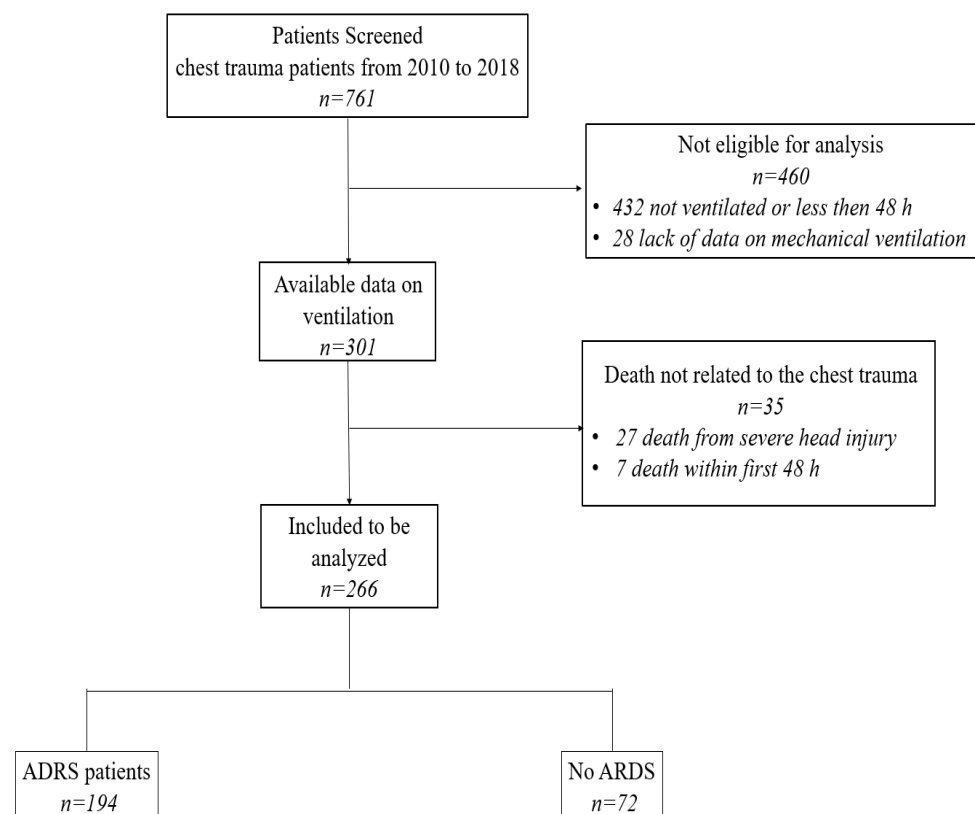 Patients Screened
chest trauma patients from 2010 to 2018
n=761
Not eligible for analysis
n=460
• 432 not ventilated or less then 48 h
• 28 lack of data on mechanical ventilation
Available data on
ventilation
n=301
Death not related to the chest trauma
n=35
• 27 death from severe head injury
• 7 death within first 48 h
Included to be
analyzed
n=266
ADRS patients
n=194
No ARDS
n=72